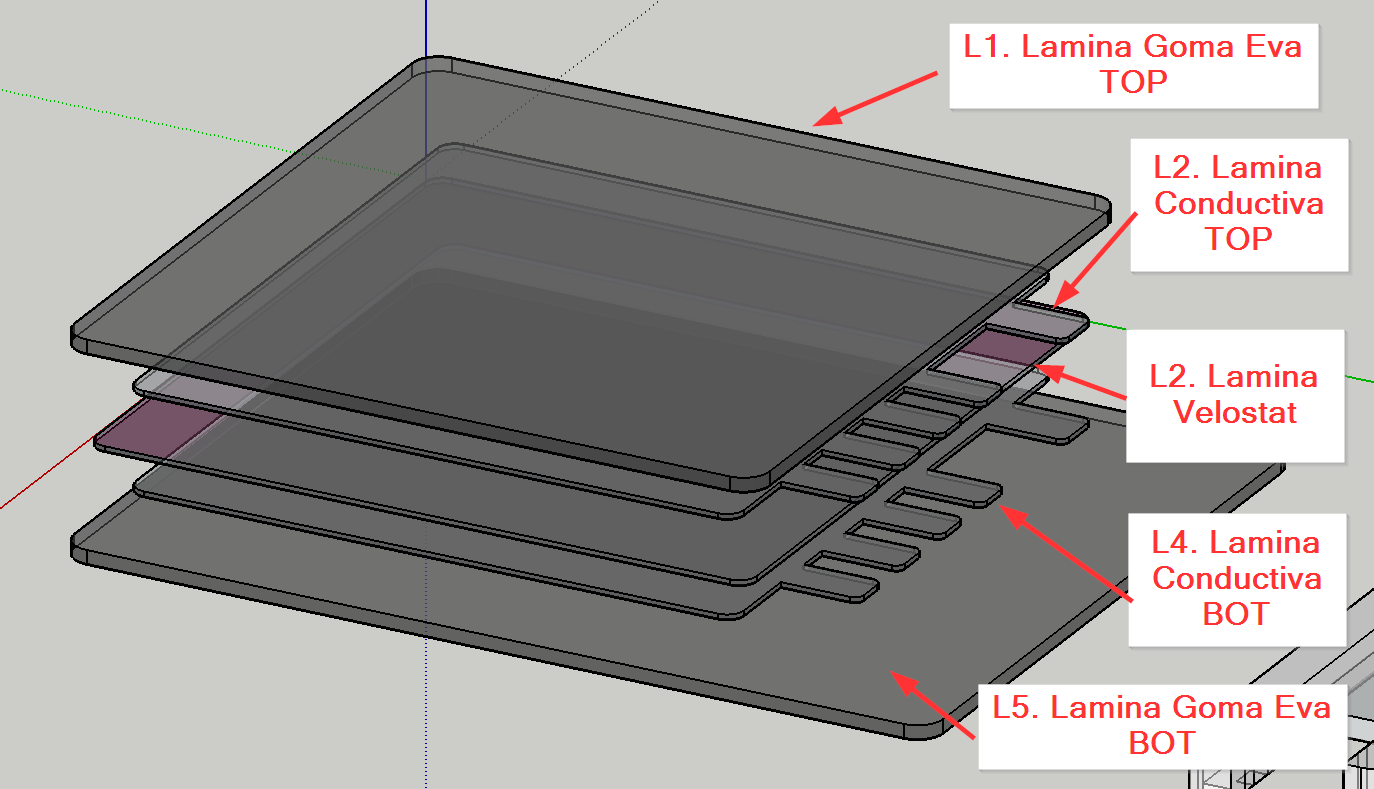 L1. Lamina Goma Eva
TOP
L2. Lamina
Conductiva
TOP
L2. Lamina
Velostat
L4. Lamina
Conductiva
BOT
L5. Lamina Goma Eva
BOT